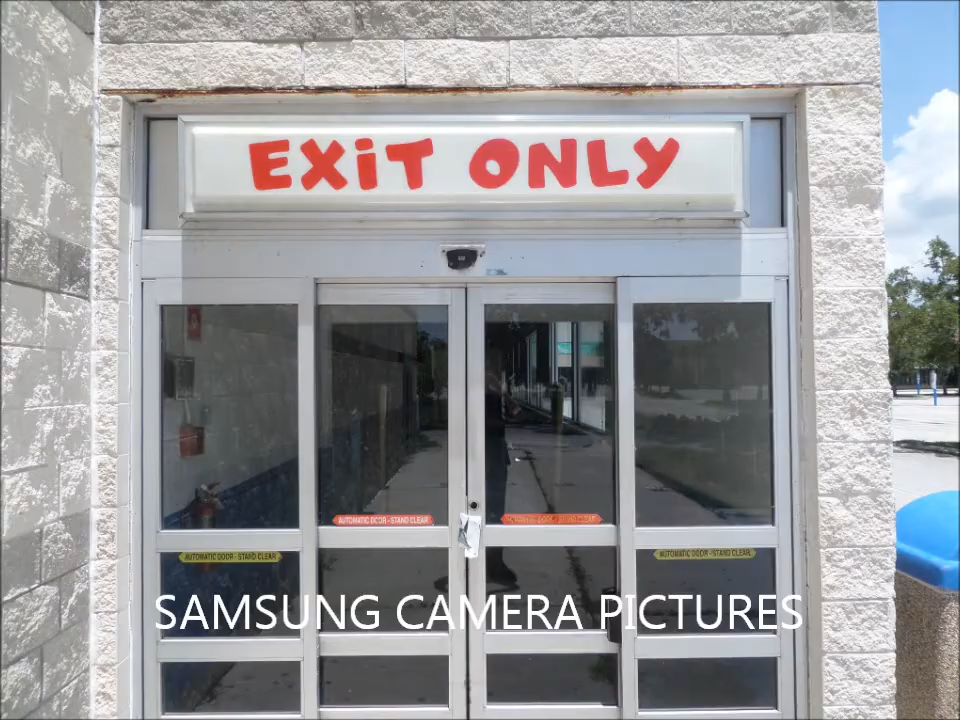 EXiT ONLY
AUTOMATIC DOOR - STAND CLEAR
AUTOMATIC DOOR - STAND CLEAR
AUTOMATIC DOOR - STAND CLEAR
SAMSUNG CAMERA PICTURES